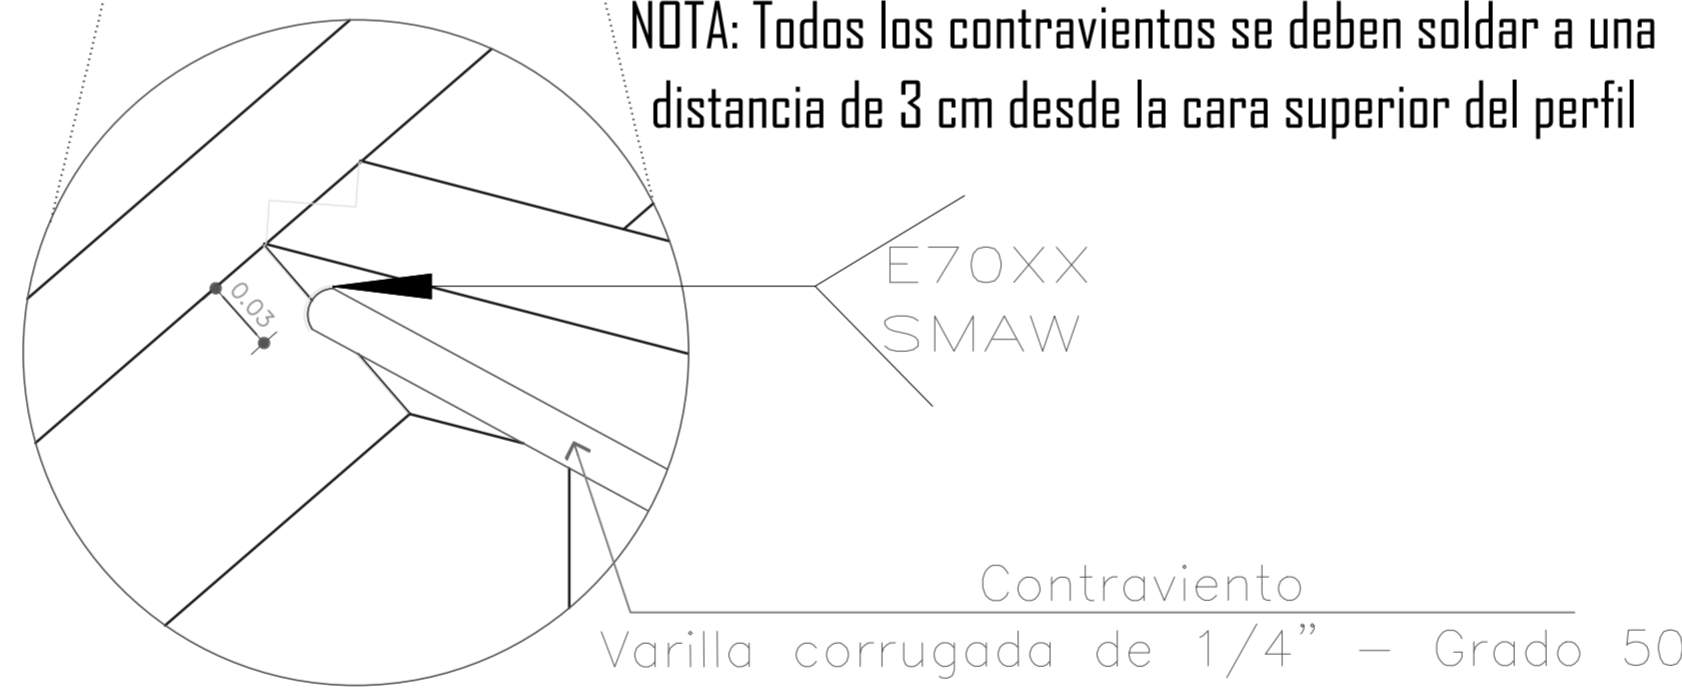 NOTA: Todos los contravientos se deben soldar a una
distancia de 3 cm desde la cara superior del perfil
E70XX
SMAW
0.03
Contraviento
Varilla corrugada de 1/4” – Grado 50